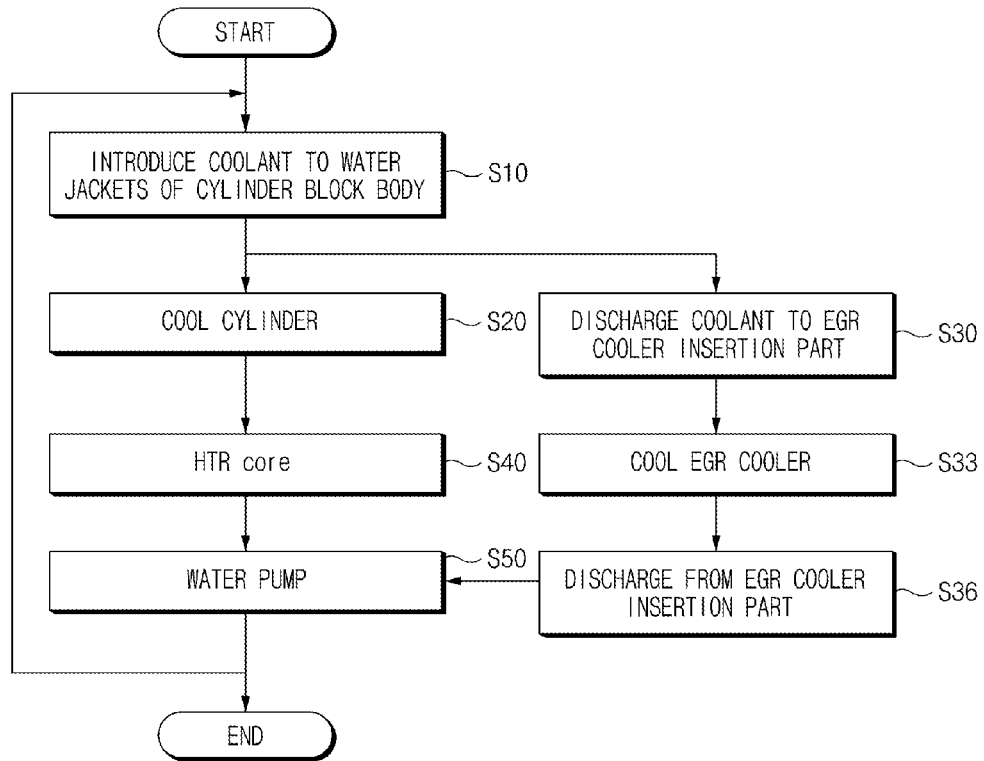 START
INTRODUCE COOLANT TO WATER
JACKETS OF CYLINDER BLOCK BODY
S10
COOL CYLINDER
S20
DISCHARGE COOLANT TO EGR
COOLER INSERTION PART
S30
HTR core
S40
COOL EGR COOLER
S33
WATER PUMP
S50
DISCHARGE FROM EGR COOLER
INSERTION PART
S36
END